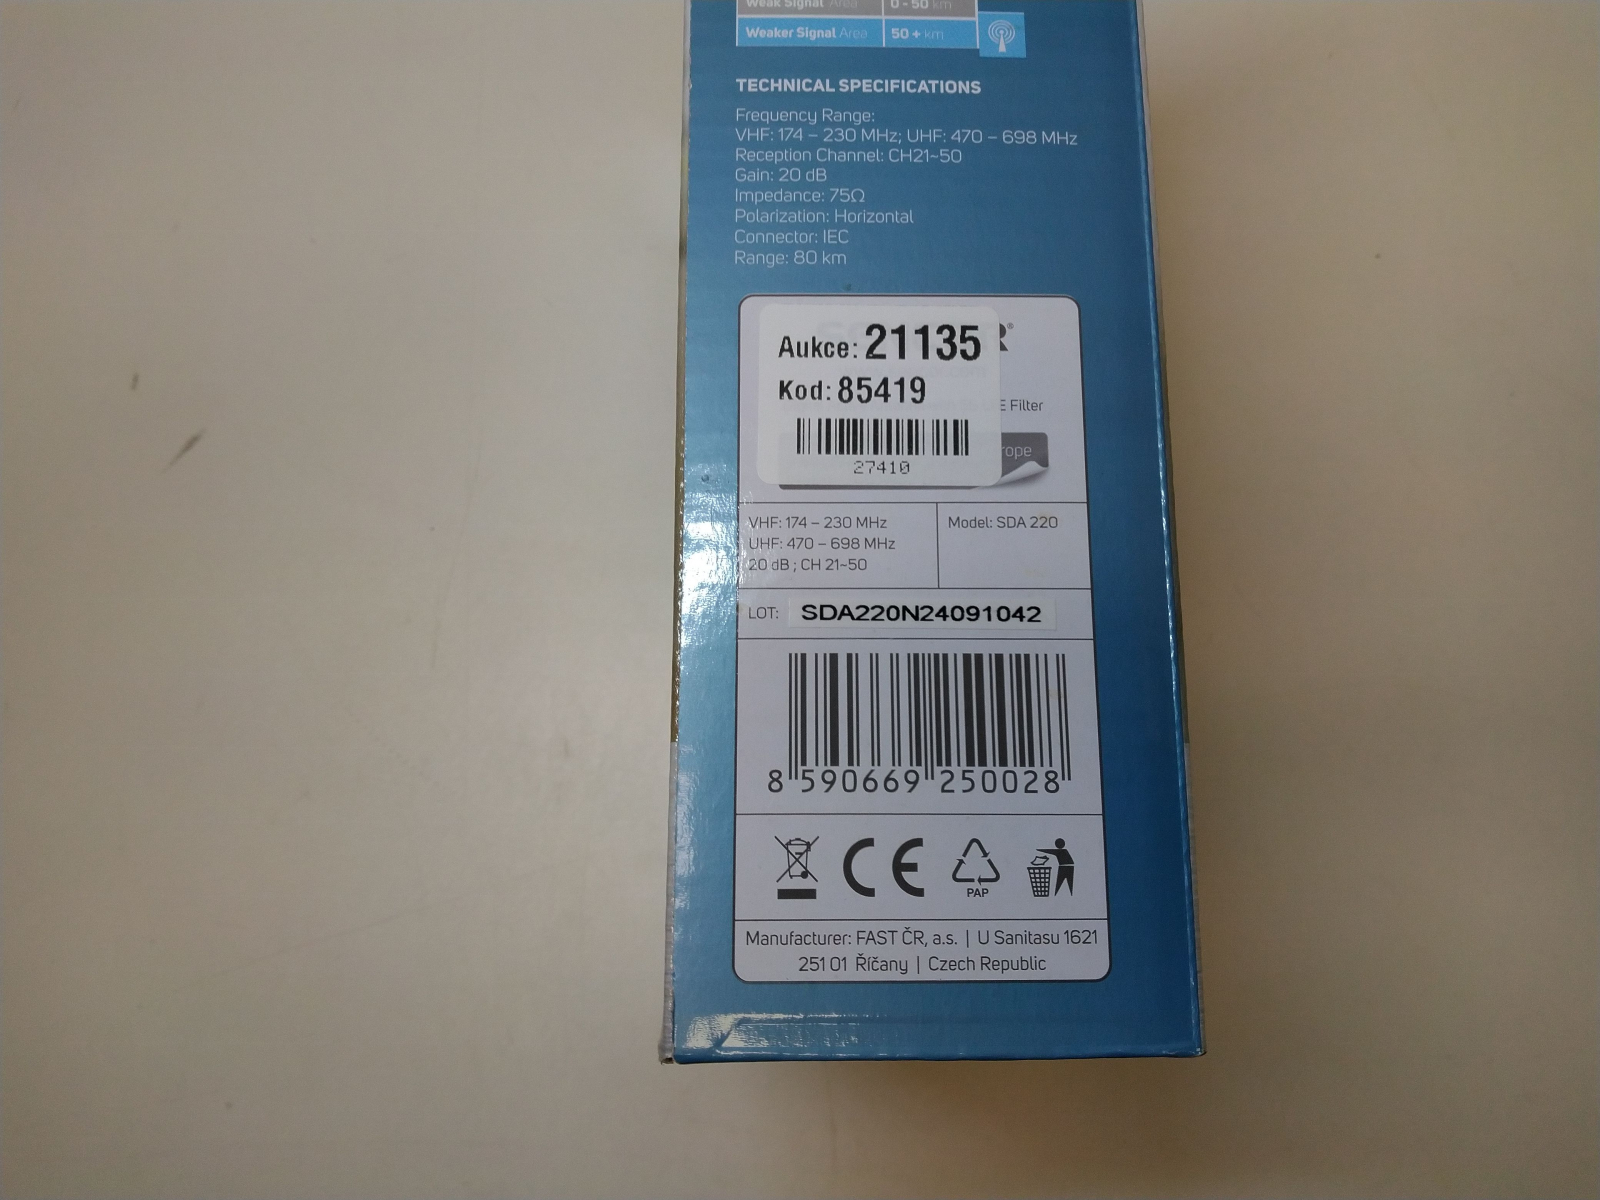 Weak Signal Area 0 - 50 km
Weaker Signal Area 50 + km
TECHNICAL SPECIFICATIONS
Frequency Range:
VHF: 174 – 230 MHz; UHF: 470 – 698 MHz
Reception Channel: CH21~50
Gain: 20 dB
Impedance: 75Ω
Polarization: Horizontal
Connector: IEC
Range: 80 km
R®
Aukce: 21135
Kod: 85419
E Filter
rope
27410
VHF: 174 – 230 MHz
UHF: 470 – 698 MHz
20 dB ; CH 21~50
Model: SDA 220
LOT: SDA220N24091042
8 590669 250028
CE
PAP
Manufacturer: FAST ČR, a.s. | U Sanitasu 1621
251 01 Říčany | Czech Republic